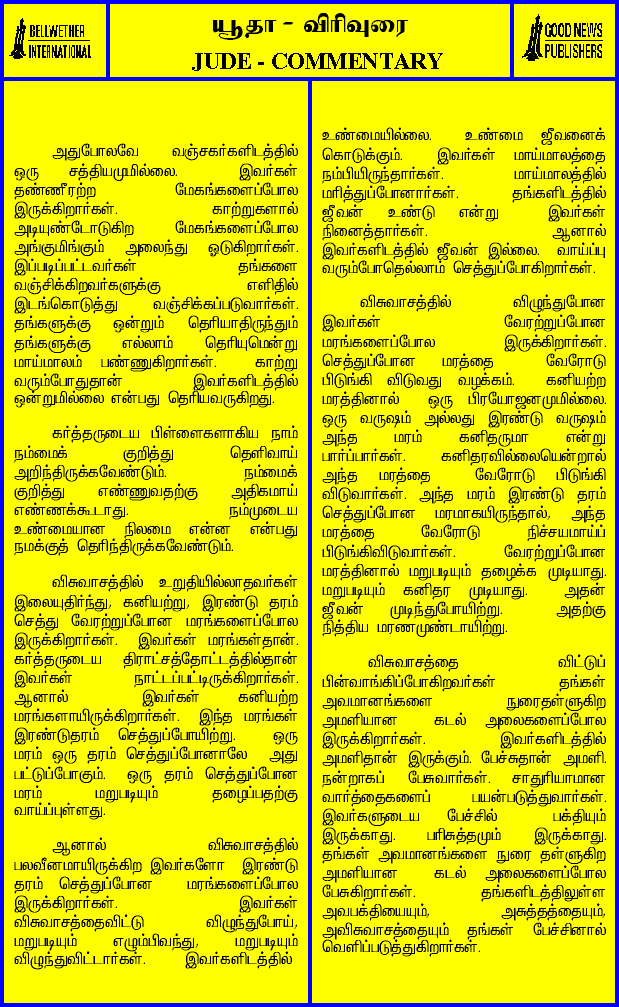 BELLWETHER
INTERNATIONAL
யூதா - விரிவுரை
JUDE - COMMENTARY
GOOD NEWS
PUBLISHERS
அதுபோலவே வஞ்சகர்களிடத்தில்
ஒரு சத்தியமுமில்லை. இவர்கள்
தண்ணீரற்ற மேகங்களைப்போல
இருக்கிறார்கள். காற்றுகளால்
அடியுண்டோடுகிற மேகங்களைப்போல
அங்குமிங்கும் அலைந்து ஓடுகிறார்கள்.
இப்படிப்பட்டவர்கள் தங்களை
வஞ்சிக்கிறவர்களுக்கு எளிதில்
இடங்கொடுத்து வஞ்சிக்கப்படுவார்கள்.
தங்களுக்கு ஒன்றும் தெரியாதிருந்தும்
தங்களுக்கு எல்லாம் தெரியுமென்று
மாய்மாலம் பண்ணுகிறார்கள். காற்று
வரும்போதுதான் இவர்களிடத்தில்
ஒன்றுமில்லை என்பது தெரியவருகிறது.
கர்த்தருடைய பிள்ளைகளாகிய நாம்
நம்மைக் குறித்து தெளிவாய்
அறிந்திருக்கவேண்டும். நம்மைக்
குறித்து எண்ணுவதற்கு அதிகமாய்
எண்ணக்கூடாது. நம்முடைய
உண்மையான நிலமை என்ன என்பது
நமக்குத் தெரிந்திருக்கவேண்டும்.
விசுவாசத்தில் உறுதியில்லாதவர்கள்
இலையுதிர்ந்து, கனியற்று, இரண்டு தரம்
செத்து வேரற்றுப்போன மரங்களைப்போல
இருக்கிறார்கள். இவர்கள் மரங்கள்தான்.
கர்த்தருடைய திராட்சத்தோட்டத்தில்தான்
இவர்கள் நாட்டப்பட்டிருக்கிறார்கள்.
ஆனால் இவர்கள் கனியற்ற
மரங்களாயிருக்கிறார்கள். இந்த மரங்கள்
இரண்டுதரம் செத்துப்போயிற்று. ஒரு
மரம் ஒரு தரம் செத்துப்போனாலே அது
பட்டுப்போகும். ஒரு தரம் செத்துப்போன
மரம் மறுபடியும் தழைப்பதற்கு
வாய்ப்புள்ளது.
ஆனால் விசுவாசத்தில்
பலவீனமாயிருக்கிற இவர்களோ இரண்டு
தரம் செத்துப்போன மரங்களைப்போல
இருக்கிறார்கள். இவர்கள்
விசுவாசத்தைவிட்டு விழுந்துபோய்,
மறுபடியும் எழும்பிவந்து, மறுபடியும்
விழுந்துவிட்டார்கள். இவர்களிடத்தில்
உண்மையில்லை. உண்மை ஜீவனைக்
கொடுக்கும். இவர்கள் மாய்மாலத்தை
நம்பியிருந்தார்கள். மாய்மாலத்தில்
மரித்துப்போனார்கள். தங்களிடத்தில்
ஜீவன் உண்டு என்று இவர்கள்
நினைத்தார்கள். ஆனால்
இவர்களிடத்தில் ஜீவன் இல்லை. வாய்ப்பு
வரும்போதெல்லாம் செத்துப்போகிறார்கள்.
விசுவாசத்தில் விழுந்துபோன
இவர்கள் வேரற்றுப்போன
மரங்களைப்போல இருக்கிறார்கள்.
செத்துப்போன மரத்தை வேரோடு
பிடுங்கி விடுவது வழக்கம். கனியற்ற
மரத்தினால் ஒரு பிரயோஜனமுமில்லை.
ஒரு வருஷம் அல்லது இரண்டு வருஷம்
அந்த மரம் கனிதருமா என்று
பார்ப்பார்கள். கனிதரவில்லையென்றால்
அந்த மரத்தை வேரோடு பிடுங்கி
விடுவார்கள். அந்த மரம் இரண்டு தரம்
செத்துப்போன மரமாகயிருந்தால், அந்த
மரத்தை வேரோடு நிச்சயமாய்ப்
பிடுங்கிவிடுவார்கள். வேரற்றுப்போன
மரத்தினால் மறுபடியும் தழைக்க முடியாது.
மறுபடியும் கனிதர முடியாது. அதன்
ஜீவன் முடிந்துபோயிற்று. அதற்கு
நித்திய மரணமுண்டாயிற்று.
விசுவாசத்தை விட்டுப்
பின்வாங்கிப்போகிறவர்கள் தங்கள்
அவமானங்களை நுரைதள்ளுகிற
அமளியான கடல் அலைகளைப்போல
இருக்கிறார்கள். இவர்களிடத்தில்
அமளிதான் இருக்கும். பேச்சுதான் அமளி.
நன்றாகப் பேசுவார்கள். சாதுரியாமான
வார்த்தைகளைப் பயன்படுத்துவார்கள்.
இவர்களுடைய பேச்சில் பக்தியும்
இருக்காது. பரிசுத்தமும் இருக்காது.
தங்கள் அவமானங்களை நுரை தள்ளுகிற
அமளியான கடல் அலைகளைப்போல
பேசுகிறார்கள். தங்களிடத்திலுள்ள
அவபக்தியையும், அசுத்தத்தையும்,
அவிசுவாசத்தையும் தங்கள் பேச்சினால்
வெளிப்படுத்துகிறார்கள்.